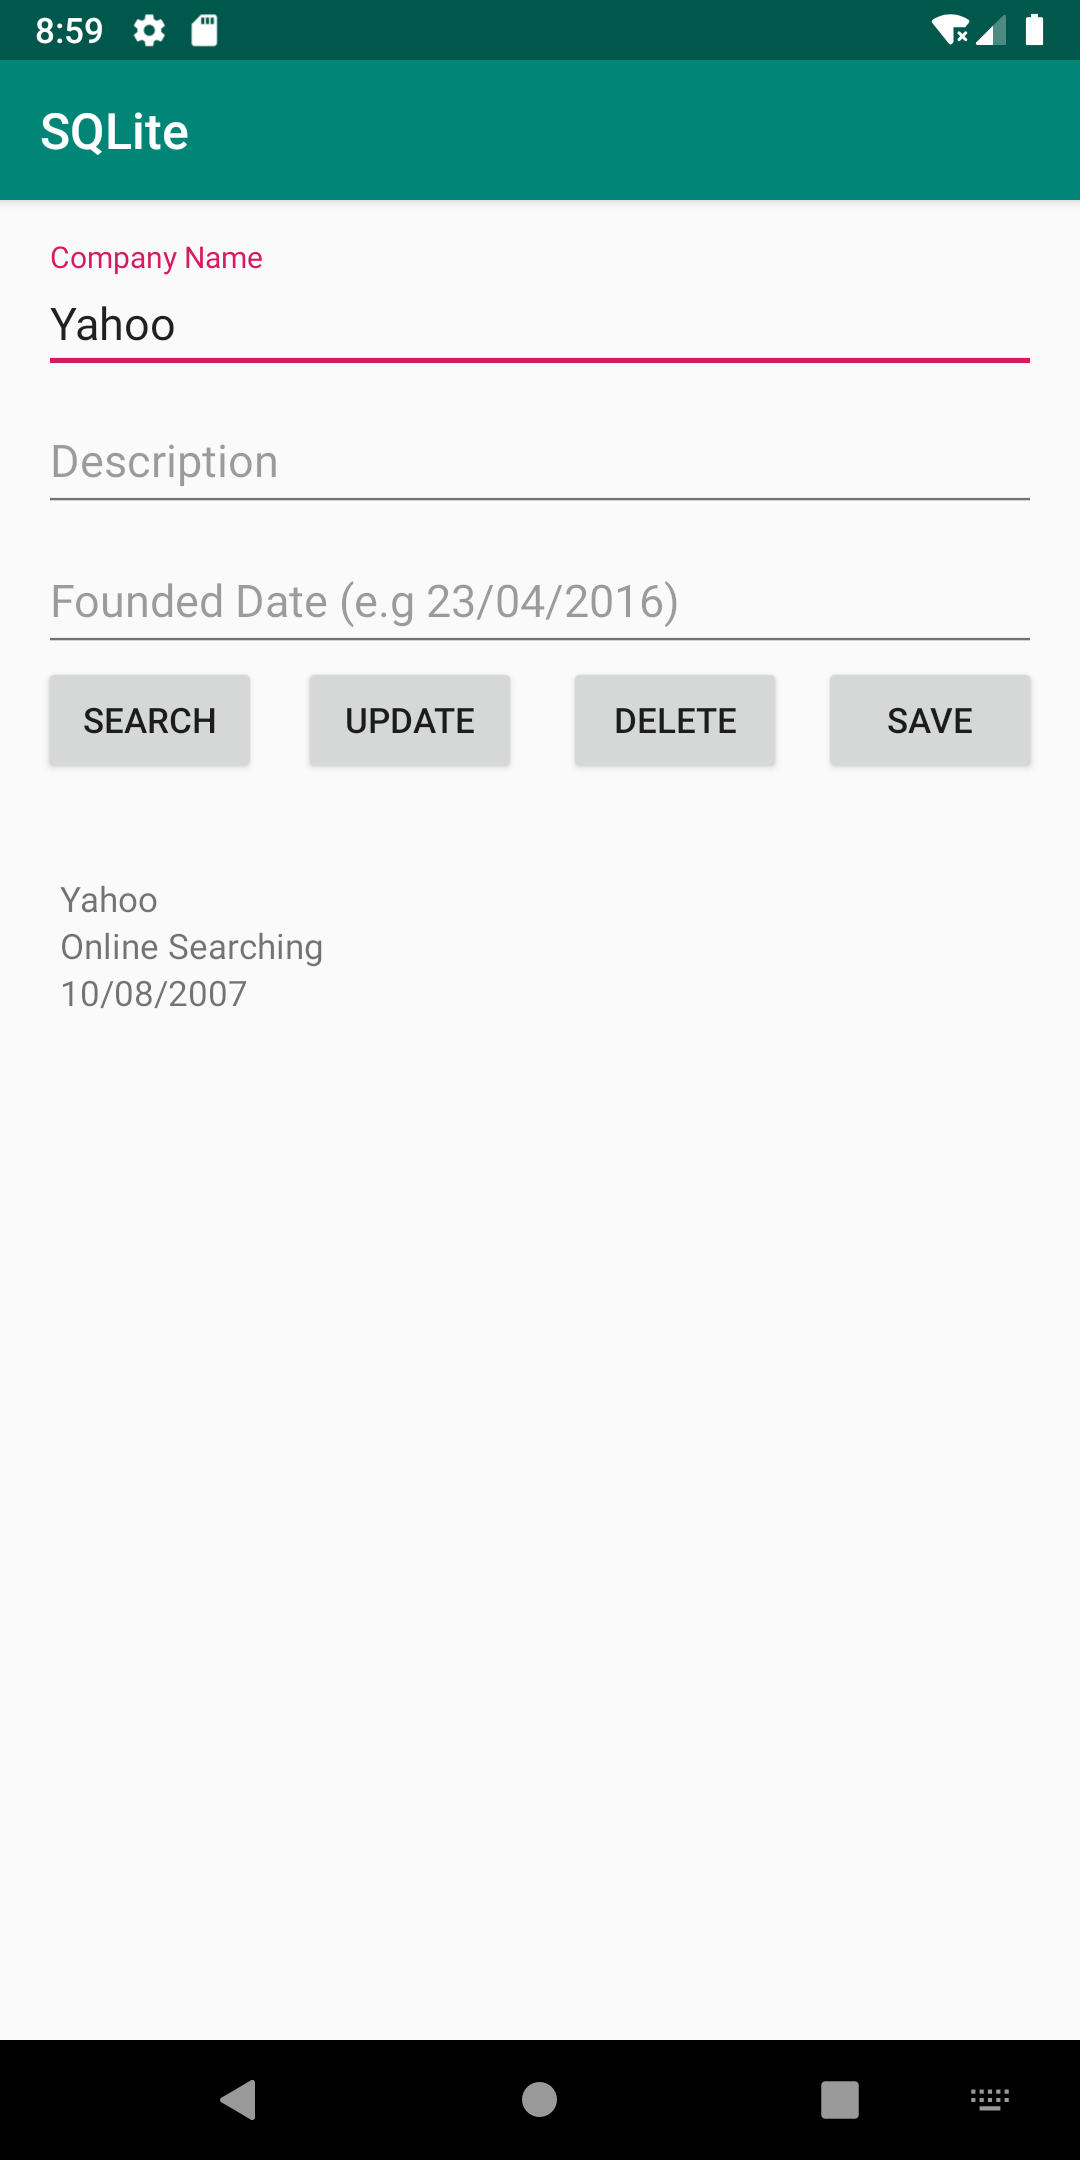 8:59
SQLite
Company Name
Yahoo
Description
Founded Date (e.g 23/04/2016)
SEARCH UPDATE DELETE SAVE
Yahoo
Online Searching
10/08/2007